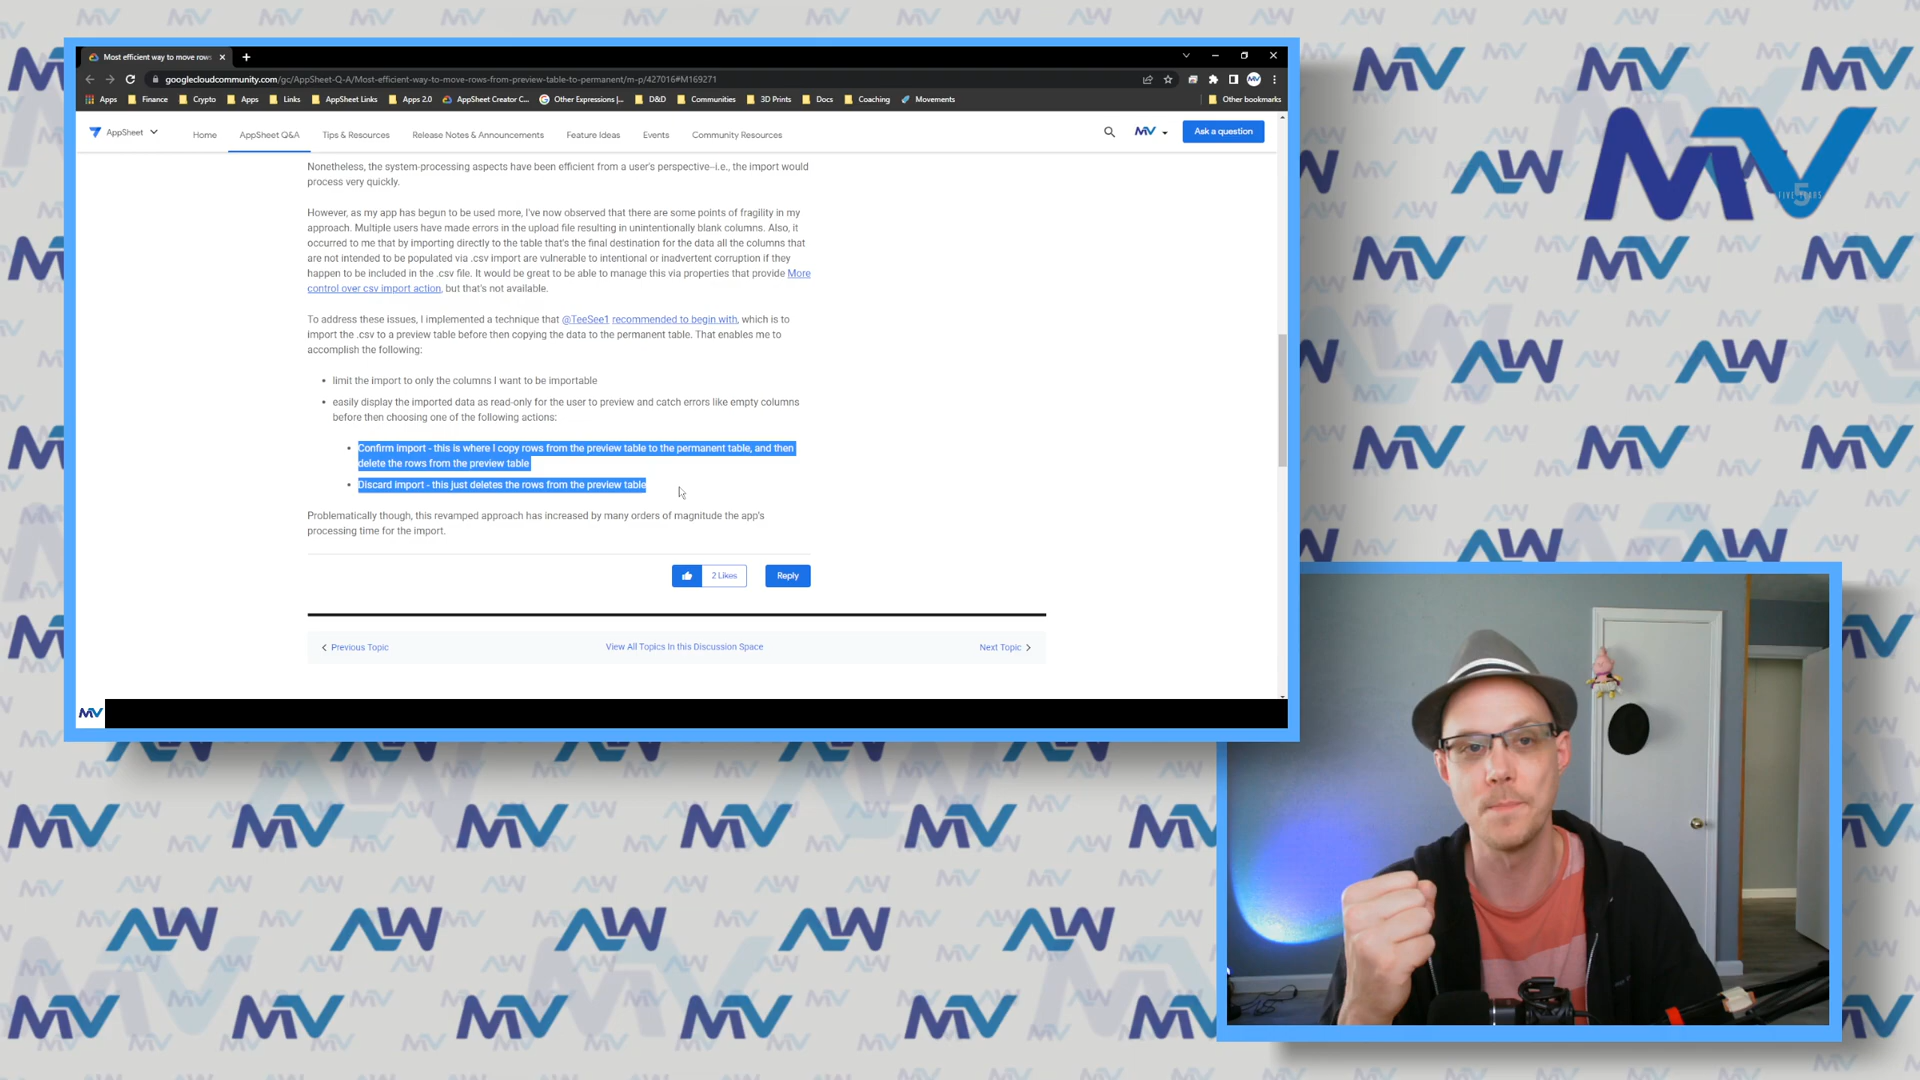 Most efficient way to move rows
googlecloudcommunity.com/gc/AppSheet-Q-A/Most-efficient-way-to-move-rows-from-preview-table-to-permanent/m-p/427016#M169271
Apps Finance Crypto Apps Links AppSheet Links Apps 2.0 AppSheet Creator C... Other Expressions |... D&D Communities 3D Prints Docs Coaching Movements Other bookmarks
AppSheet Home AppSheet Q&A Tips & Resources Release Notes & Announcements Feature Ideas Events Community Resources MV Ask a question
Nonetheless, the system-processing aspects have been efficient from a user's perspective--i.e., the import would
process very quickly.
However, as my app has begun to be used more, I've now observed that there are some points of fragility in my
approach. Multiple users have made errors in the upload file resulting in unintentionally blank columns. Also, it
occurred to me that by importing directly to the table that's the final destination for the data all the columns that
are not intended to be populated via .csv import are vulnerable to intentional or inadvertent corruption if they
happen to be included in the .csv file. It would be great to be able to manage this via properties that provide More
control over csv import action, but that's not available.
To address these issues, I implemented a technique that @TeeSee1 recommended to begin with, which is to
import the .csv to a preview table before then copying the data to the permanent table. That enables me to
accomplish the following:
• limit the import to only the columns I want to be importable
• easily display the imported data as read-only for the user to preview and catch errors like empty columns
before then choosing one of the following actions:
• Confirm import - this is where I copy rows from the preview table to the permanent table, and then
delete the rows from the preview table
• Discard import - this just deletes the rows from the preview table
Problematically though, this revamped approach has increased by many orders of magnitude the app's
processing time for the import.
2 Likes Reply
Previous Topic View All Topics In this Discussion Space Next Topic
MV
MV
FIVE YEARS
5